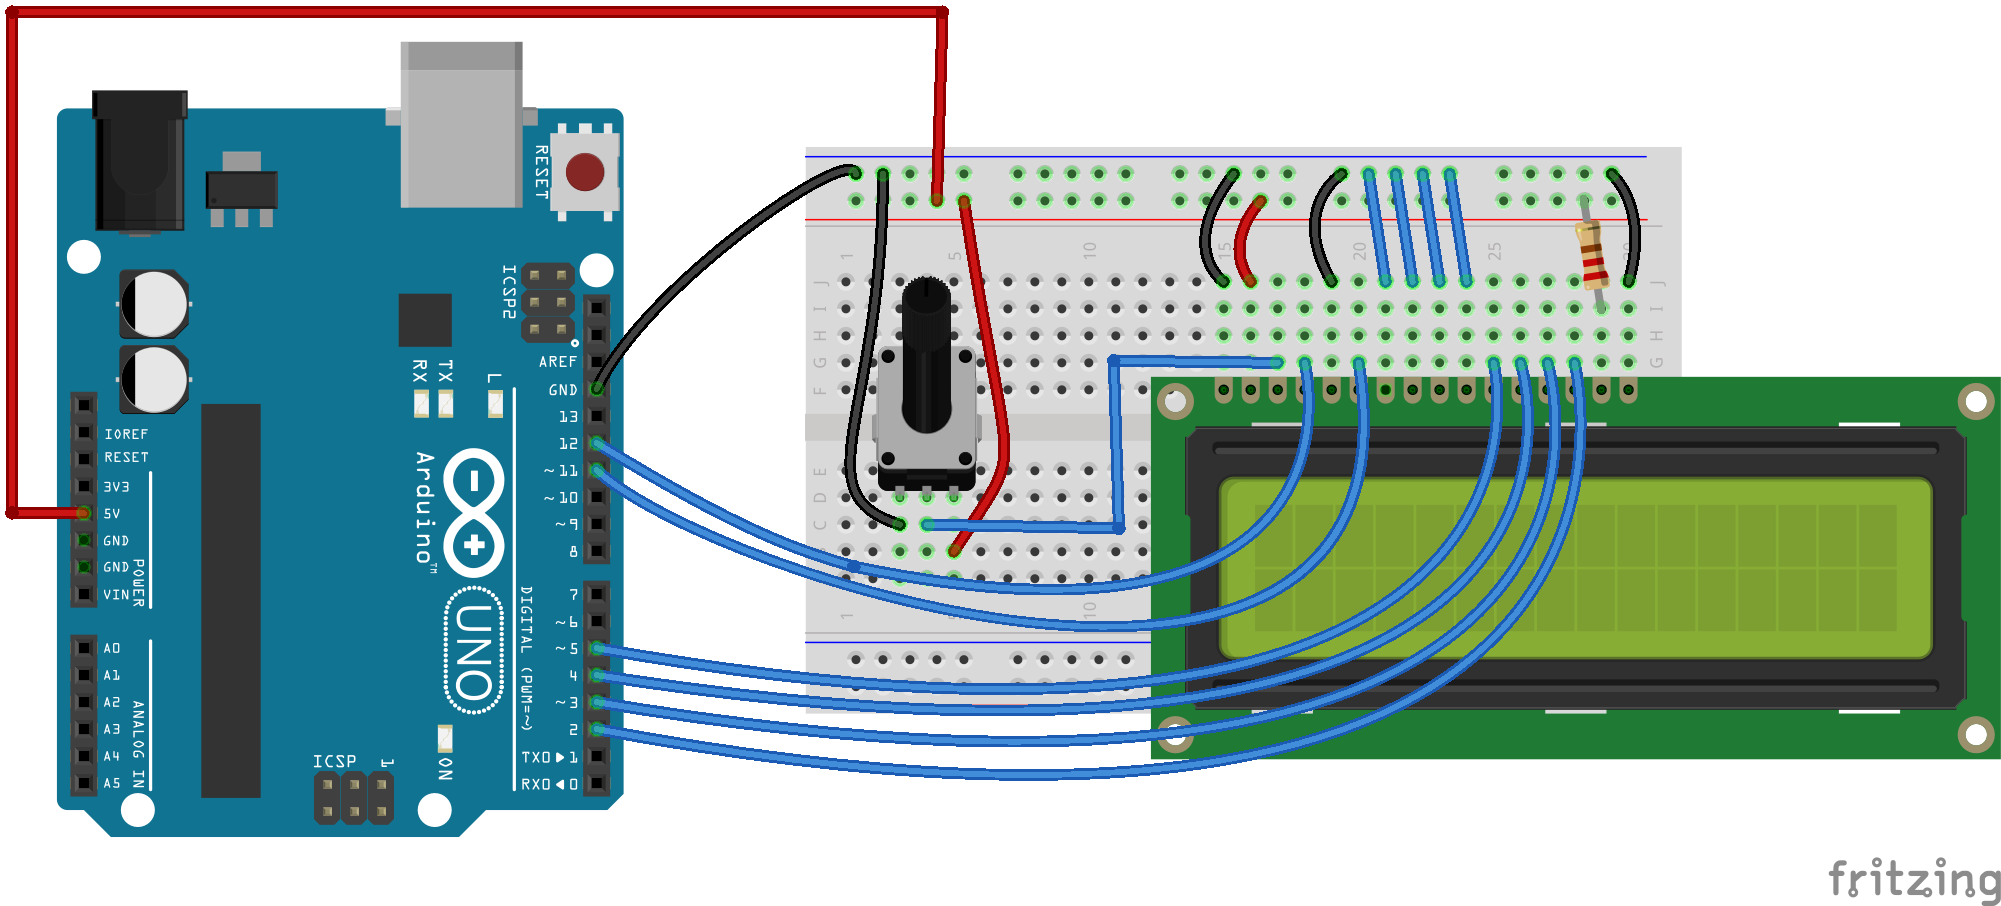 RESET
ICSP2
AREF
GND
13
12
~11
~10
~9
8
7
~6
~5
4
~3
2
TX0 1
RX0 0
DIGITAL (PWM=~)
RX
TX
L
Arduino™
UNO
IOREF
RESET
3V3
5V
GND
GND
VIN
POWER
A0
A1
A2
A3
A4
A5
ANALOG IN
ICSP
1
ON
1
5
10
15
20
25
30
J
I
H
G
F
E
D
C
J
I
H
G
1
10
fritzing